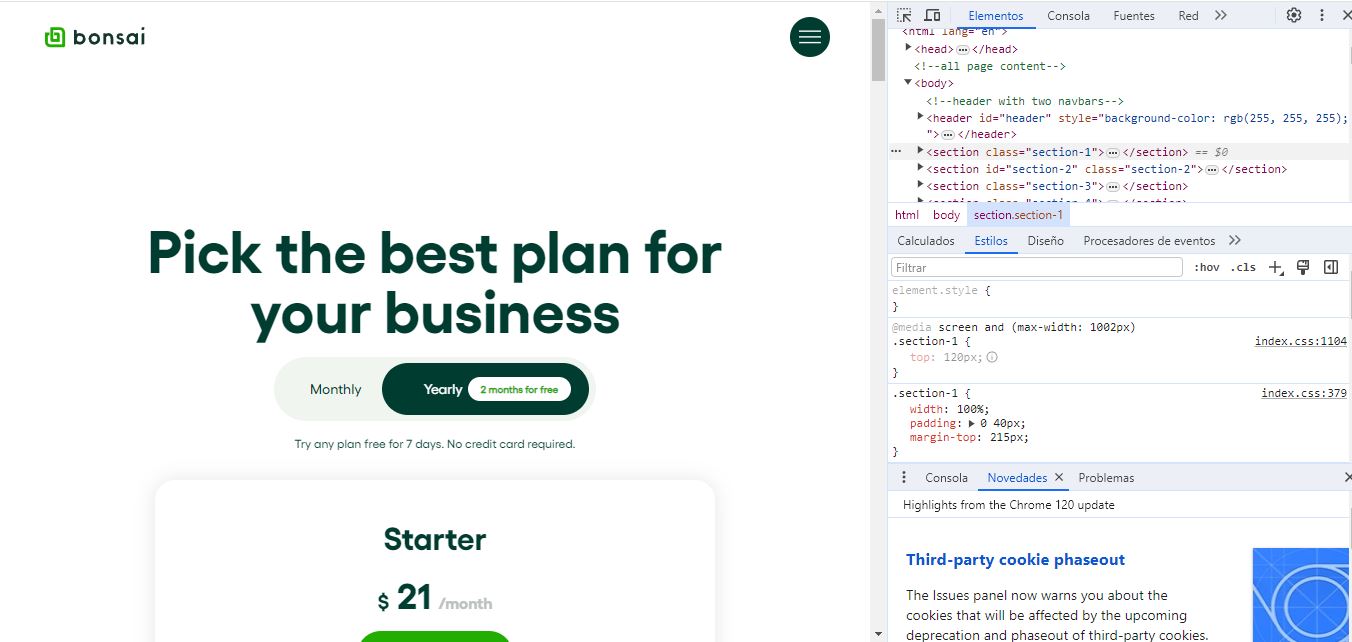 bonsai
Pick the best plan for
your business
Monthly
Yearly
2 months for free
Try any plan free for 7 days. No credit card required.
Starter
$ 21 /month
Elementos Consola Fuentes Red
<html lang="en">
<head> … </head>
<!--all page content-->
<body>
<!--header with two navbars-->
<header id="header" style="background-color: rgb(255, 255, 255);
"> … </header>
… <section class="section-1"> … </section> == $0
<section id="section-2" class="section-2"> … </section>
<section class="section-3"> … </section>
html body section.section-1
Calculados Estilos Diseño Procesadores de eventos
Filtrar :hov .cls
element.style {
}
@media screen and (max-width: 1002px)
.section-1 { index.css:1104
top: 120px;
}
.section-1 { index.css:379
width: 100%;
padding: 0 40px;
margin-top: 215px;
}
Consola Novedades Problemas
Highlights from the Chrome 120 update
Third-party cookie phaseout
The Issues panel now warns you about the
cookies that will be affected by the upcoming
deprecation and phaseout of third-party cookies.